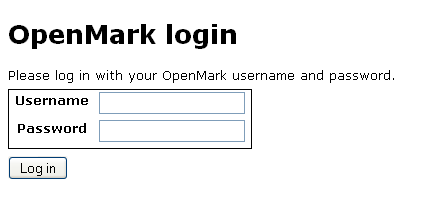 OpenMark login
Please log in with your OpenMark username and password.
Username
Password
Log in